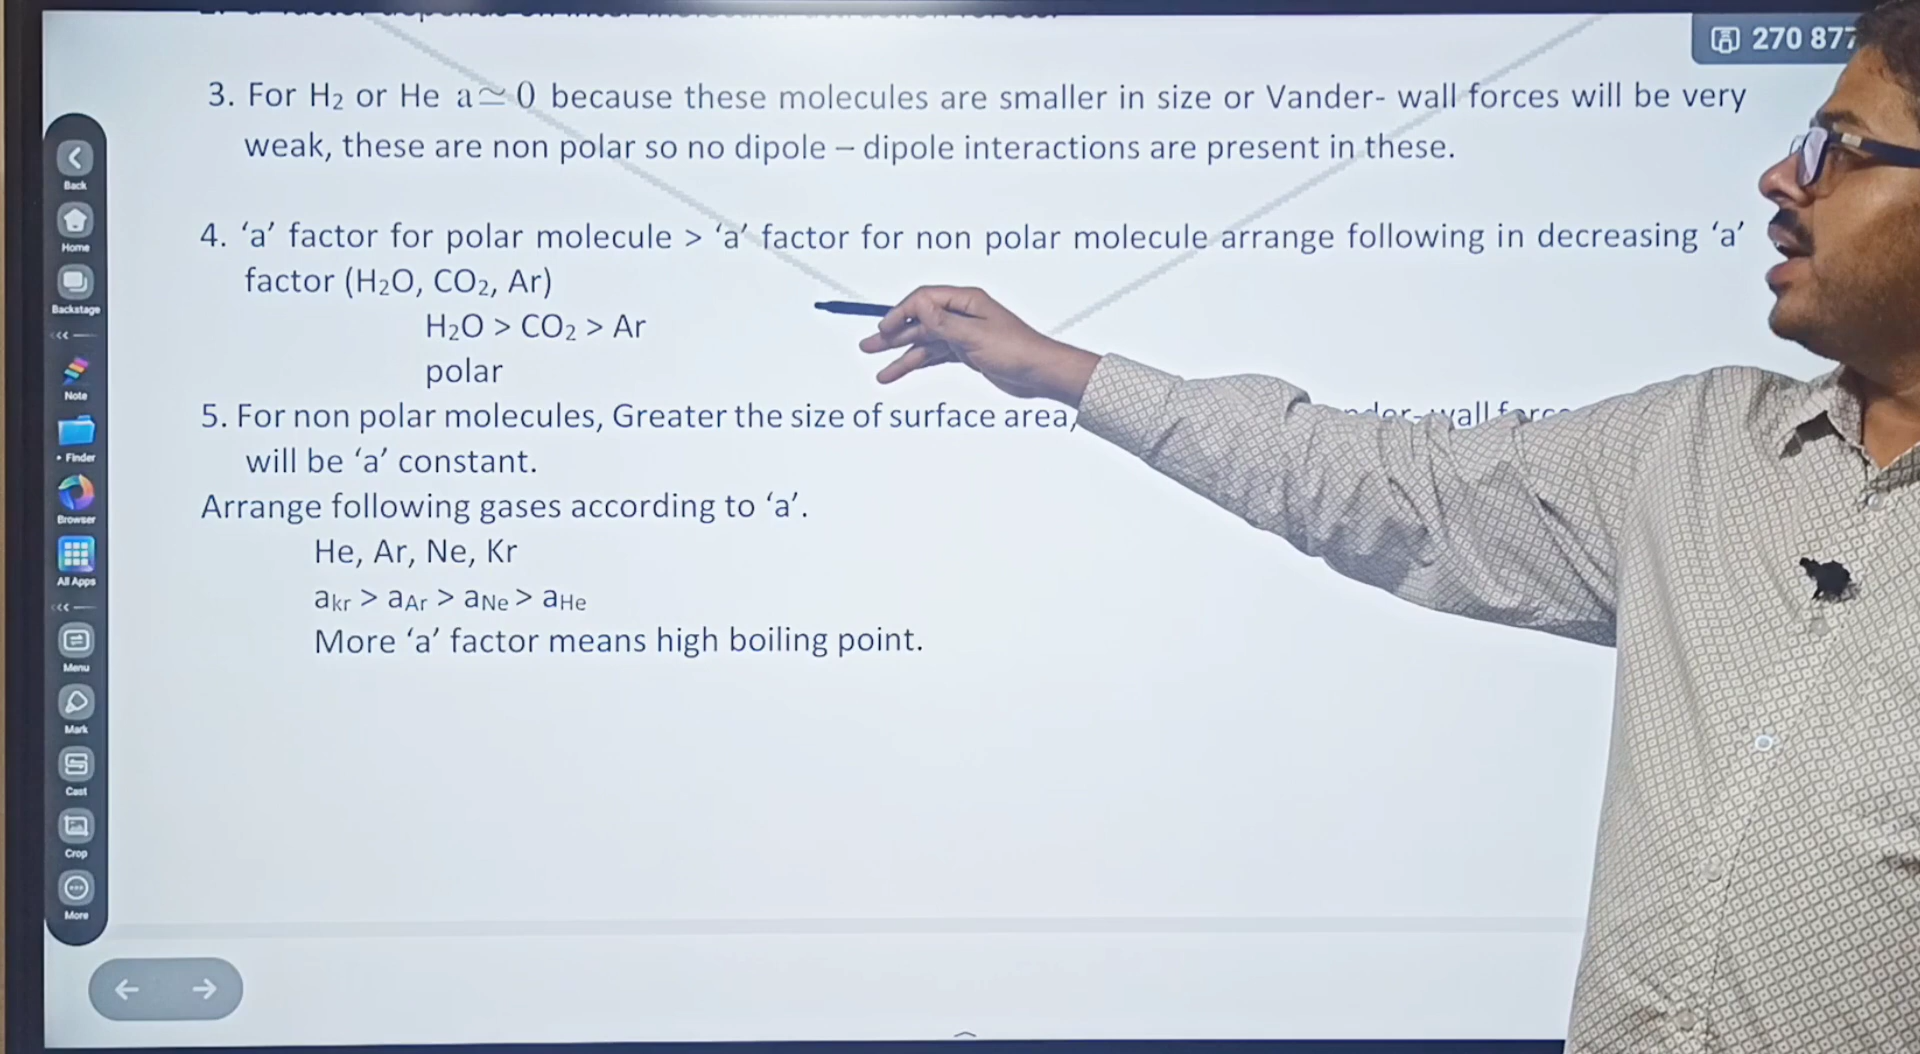 270 877
3. For H₂ or He a ≃ 0 because these molecules are smaller in size or Vander- wall forces will be very
weak, these are non polar so no dipole – dipole interactions are present in these.
4. ‘a’ factor for polar molecule > ‘a’ factor for non polar molecule arrange following in decreasing ‘a’
factor (H₂O, CO₂, Ar)
H₂O > CO₂ > Ar
polar
5. For non polar molecules, Greater the size of surface area,
will be ‘a’ constant.
Arrange following gases according to ‘a’.
He, Ar, Ne, Kr
akr > aAr > aNe > aHe
More ‘a’ factor means high boiling point.
Back
Home
Backstage
Note
Finder
Browser
All Apps
Menu
Mark
Cast
Crop
More